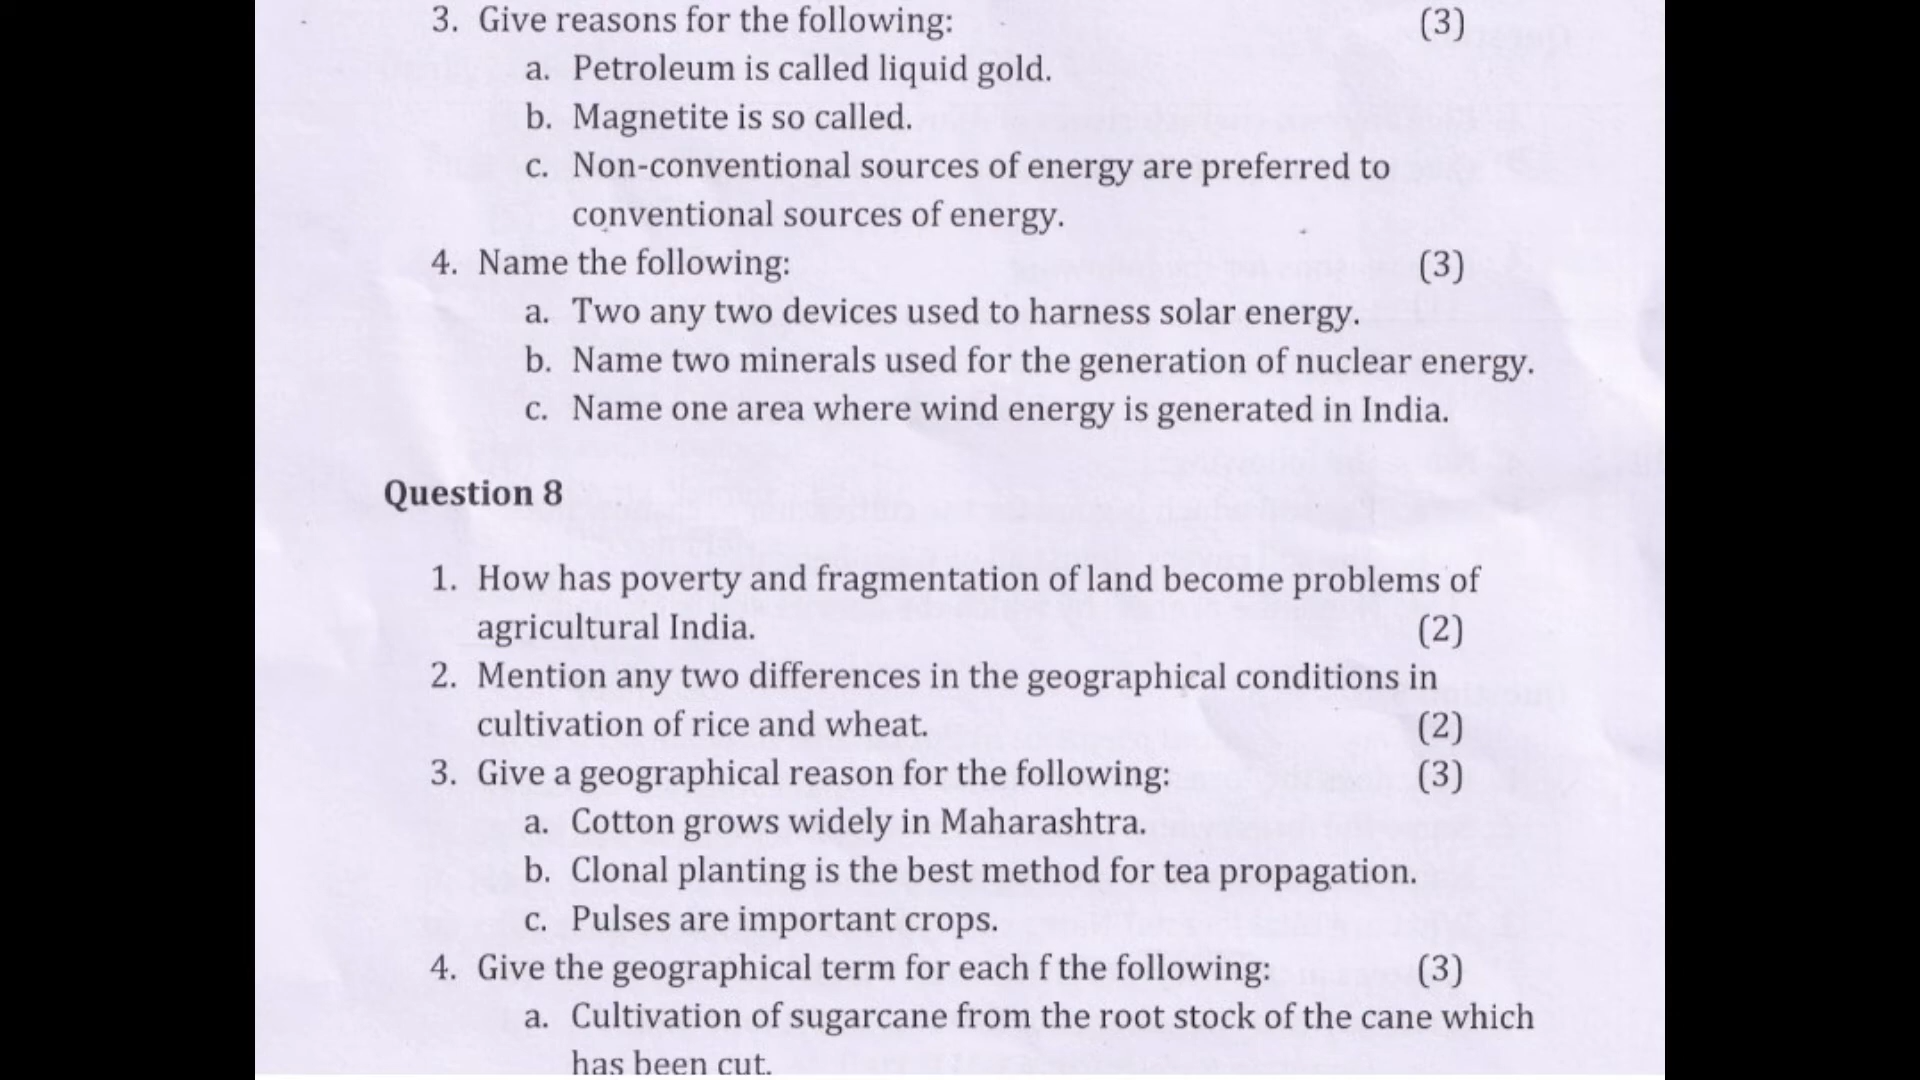 3. Give reasons for the following: (3)
a. Petroleum is called liquid gold.
b. Magnetite is so called.
c. Non-conventional sources of energy are preferred to
conventional sources of energy.
4. Name the following: (3)
a. Two any two devices used to harness solar energy.
b. Name two minerals used for the generation of nuclear energy.
c. Name one area where wind energy is generated in India.
Question 8
1. How has poverty and fragmentation of land become problems of
agricultural India. (2)
2. Mention any two differences in the geographical conditions in
cultivation of rice and wheat. (2)
3. Give a geographical reason for the following: (3)
a. Cotton grows widely in Maharashtra.
b. Clonal planting is the best method for tea propagation.
c. Pulses are important crops.
4. Give the geographical term for each f the following: (3)
a. Cultivation of sugarcane from the root stock of the cane which
has been cut.